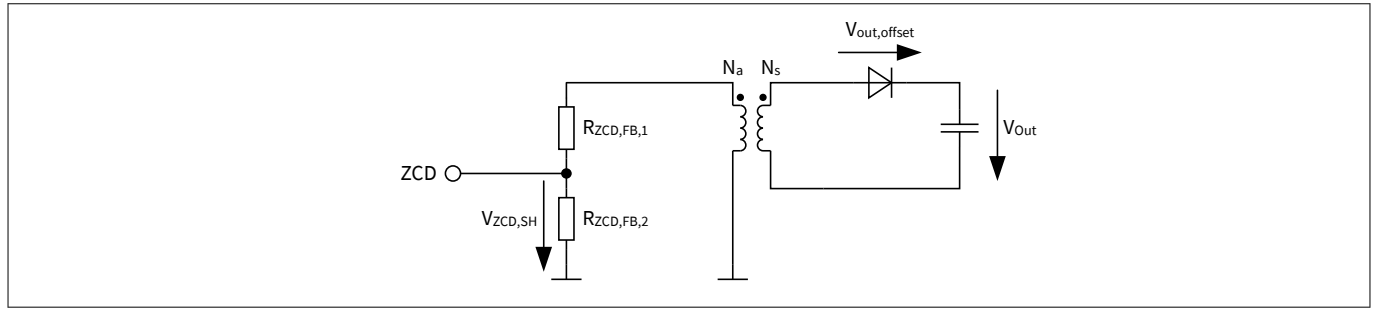 Vout,offset
Na Ns
RZCD,FB,1
VOut
ZCD
VZCD,SH
RZCD,FB,2